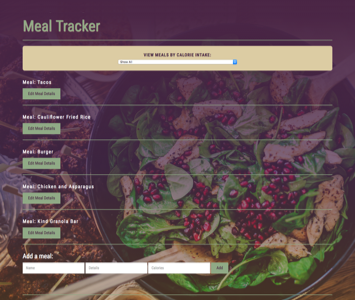 Meal Tracker
VIEW MEALS BY CALORIE INTAKE:
Show All
Meal: Tacos
Edit Meal Details
Meal: Cauliflower Fried Rice
Edit Meal Details
Meal: Burger
Edit Meal Details
Meal: Chicken and Asparagus
Edit Meal Details
Meal: Kind Granola Bar
Edit Meal Details
Add a meal:
Name Details Calories Add